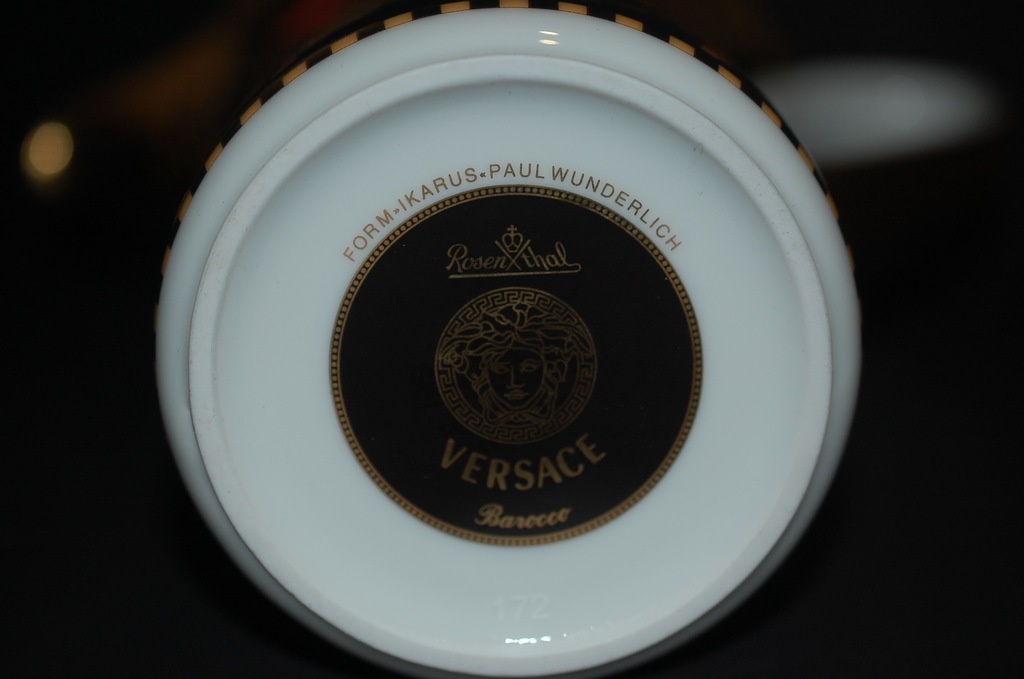 FORM»IKARUS«PAUL WUNDERLICH
Rosenthal
VERSACE
Barocco
172